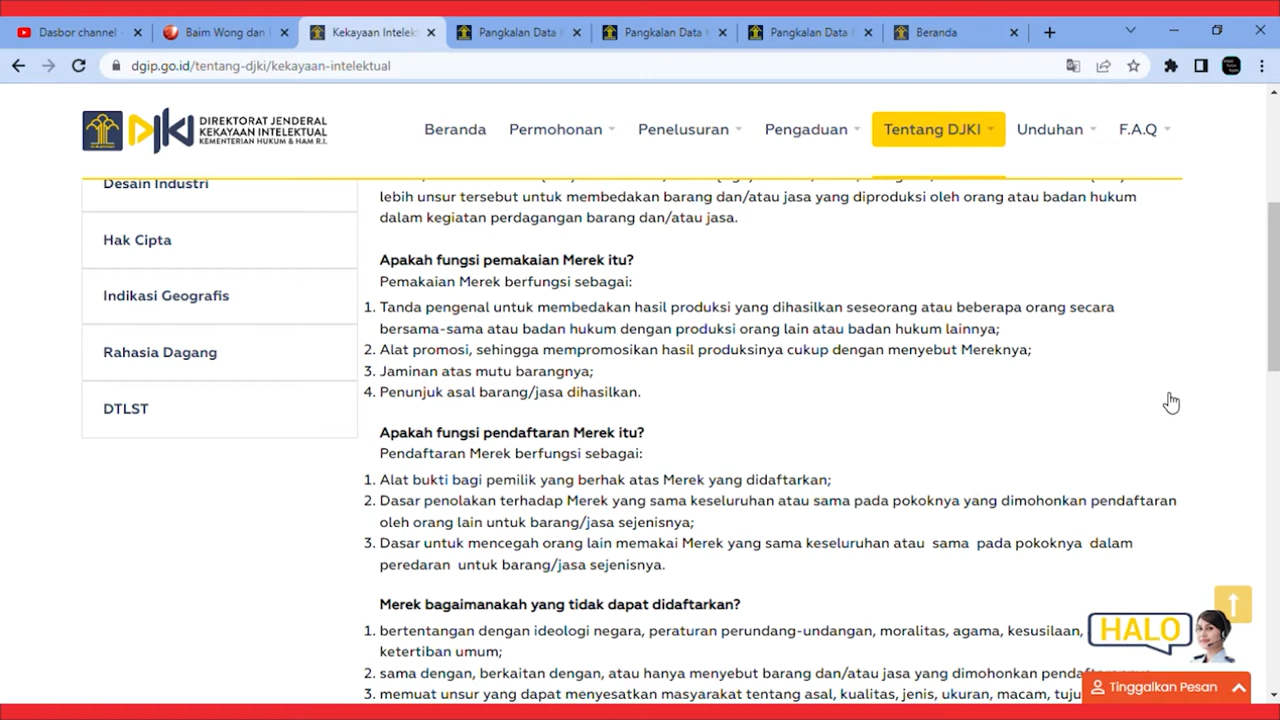 Dasbor channel -
Baim Wong dan
Kekayaan Intelek
Pangkalan Data
Pangkalan Data
Pangkalan Data
Beranda
dgip.go.id/tentang-djki/kekayaan-intelektual
DJKI
DIREKTORAT JENDERAL
KEKAYAAN INTELEKTUAL
KEMENTERIAN HUKUM & HAM R.I.
Beranda
Permohonan
Penelusuran
Pengaduan
Tentang DJKI
Unduhan
F.A.Q
Desain Industri
Hak Cipta
Indikasi Geografis
Rahasia Dagang
DTLST
lebih unsur tersebut untuk membedakan barang dan/atau jasa yang diproduksi oleh orang atau badan hukum
dalam kegiatan perdagangan barang dan/atau jasa.
Apakah fungsi pemakaian Merek itu?
Pemakaian Merek berfungsi sebagai:
1. Tanda pengenal untuk membedakan hasil produksi yang dihasilkan seseorang atau beberapa orang secara
bersama-sama atau badan hukum dengan produksi orang lain atau badan hukum lainnya;
2. Alat promosi, sehingga mempromosikan hasil produksinya cukup dengan menyebut Mereknya;
3. Jaminan atas mutu barangnya;
4. Penunjuk asal barang/jasa dihasilkan.
Apakah fungsi pendaftaran Merek itu?
Pendaftaran Merek berfungsi sebagai:
1. Alat bukti bagi pemilik yang berhak atas Merek yang didaftarkan;
2. Dasar penolakan terhadap Merek yang sama keseluruhan atau sama pada pokoknya yang dimohonkan pendaftaran
oleh orang lain untuk barang/jasa sejenisnya;
3. Dasar untuk mencegah orang lain memakai Merek yang sama keseluruhan atau sama pada pokoknya dalam
peredaran untuk barang/jasa sejenisnya.
Merek bagaimanakah yang tidak dapat didaftarkan?
1. bertentangan dengan ideologi negara, peraturan perundang-undangan, moralitas, agama, kesusilaan,
ketertiban umum;
2. sama dengan, berkaitan dengan, atau hanya menyebut barang dan/atau jasa yang dimohonkan
3. memuat unsur yang dapat menyesatkan masyarakat tentang asal, kualitas, jenis, ukuran, macam,
HALO
Tinggalkan Pesan